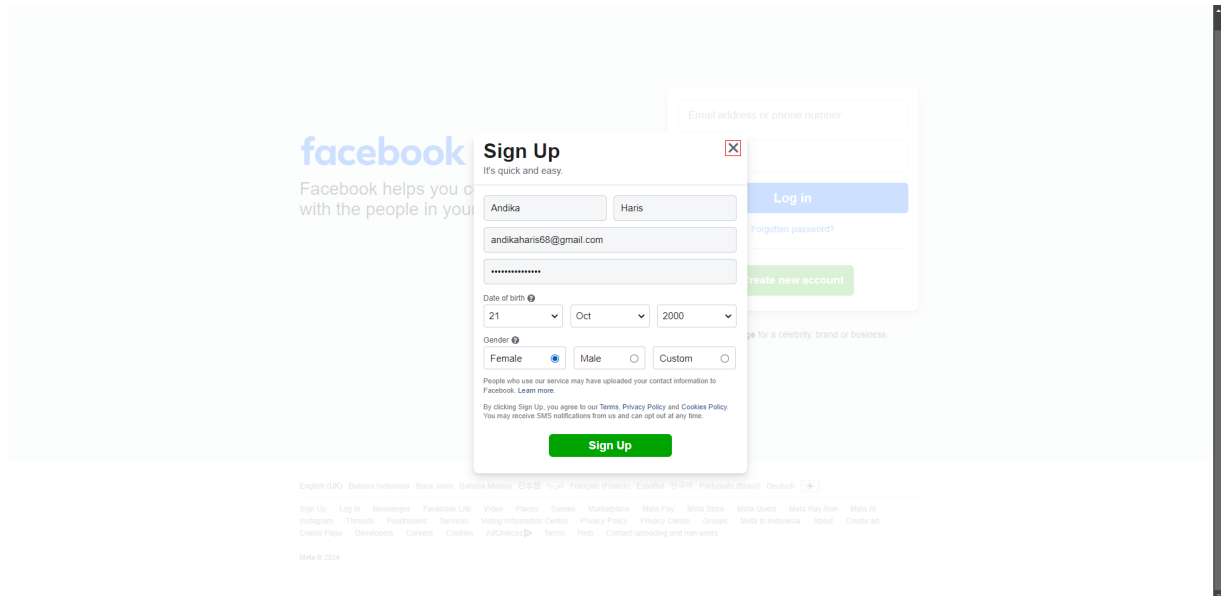 facebook
Facebook helps you c
with the people in your
Email address or phone number
Log in
Forgotten password?
reate new account
ge for a celebrity, brand or business.
Sign Up
It's quick and easy.
Andika
Haris
andikaharis68@gmail.com
•••••••••••••••
Date of birth
21
Oct
2000
Gender
Female
Male
Custom
People who use our service may have uploaded your contact information to
Facebook. Learn more.
By clicking Sign Up, you agree to our Terms, Privacy Policy and Cookies Policy.
You may receive SMS notifications from us and can opt out at any time.
Sign Up
English (UK) Bahasa Indonesia Basa Jawa Bahasa Melayu 日本語 العربية Français (France) Español 한국어 Português (Brasil) Deutsch
Sign Up Log in Messenger Facebook Lite Video Places Games Marketplace Meta Pay Meta Store Meta Quest Meta Ray-Ban Meta AI
Instagram Threads Fundraisers Services Voting Information Centre Privacy Policy Privacy Centre Groups Meta in Indonesia About Create ad
Create Page Developers Careers Cookies AdChoices Terms Help Contact uploading and non-users
Meta © 2024